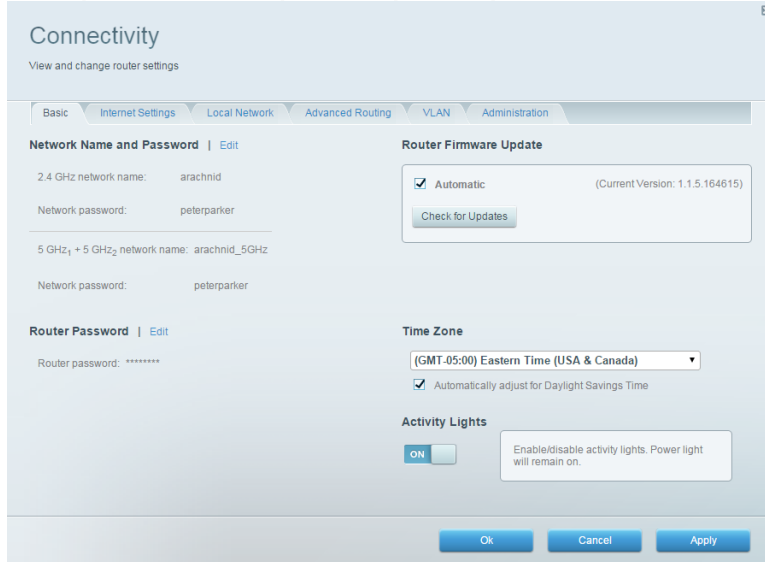 Connectivity
View and change router settings
Basic Internet Settings Local Network Advanced Routing VLAN Administration
Network Name and Password | Edit
2.4 GHz network name: arachnid
Network password: peterparker
5 GHz1 + 5 GHz2 network name: arachnid_5GHz
Network password: peterparker
Router Password | Edit
Router password: ********
Router Firmware Update
Automatic (Current Version: 1.1.5.164615)
Check for Updates
Time Zone
(GMT-05:00) Eastern Time (USA & Canada)
Automatically adjust for Daylight Savings Time
Activity Lights
ON
Enable/disable activity lights. Power light
will remain on.
Ok Cancel Apply